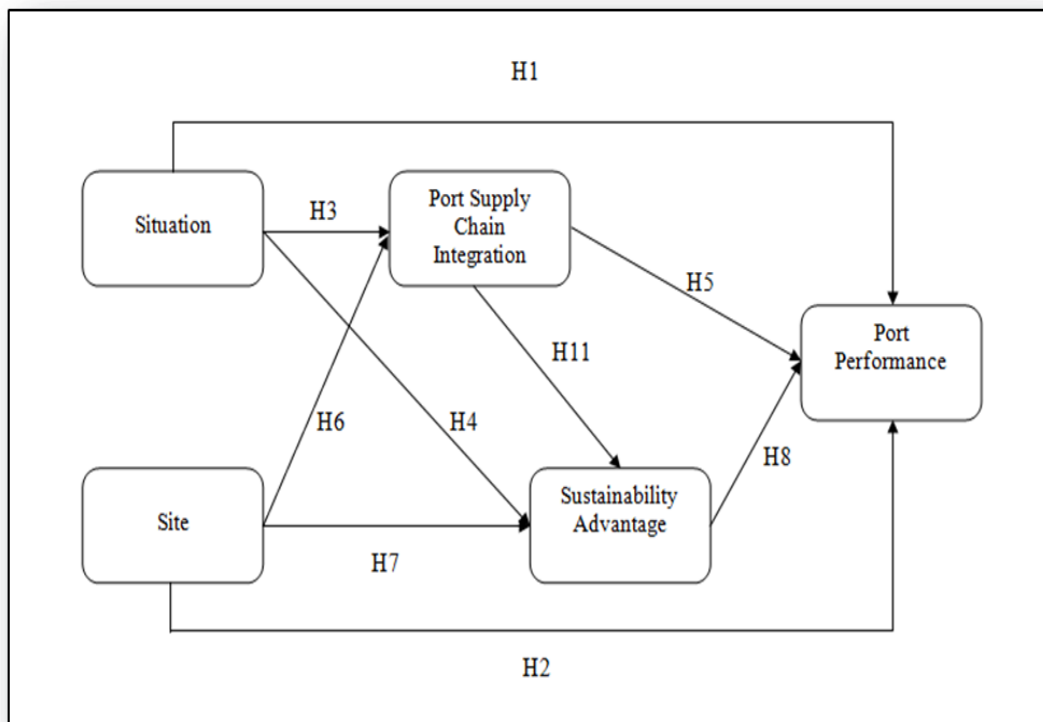 H1
Situation
H3
Port Supply
Chain
Integration
H5
Port
Performance
H11
H6
H4
H8
Site
Sustainability
Advantage
H7
H2